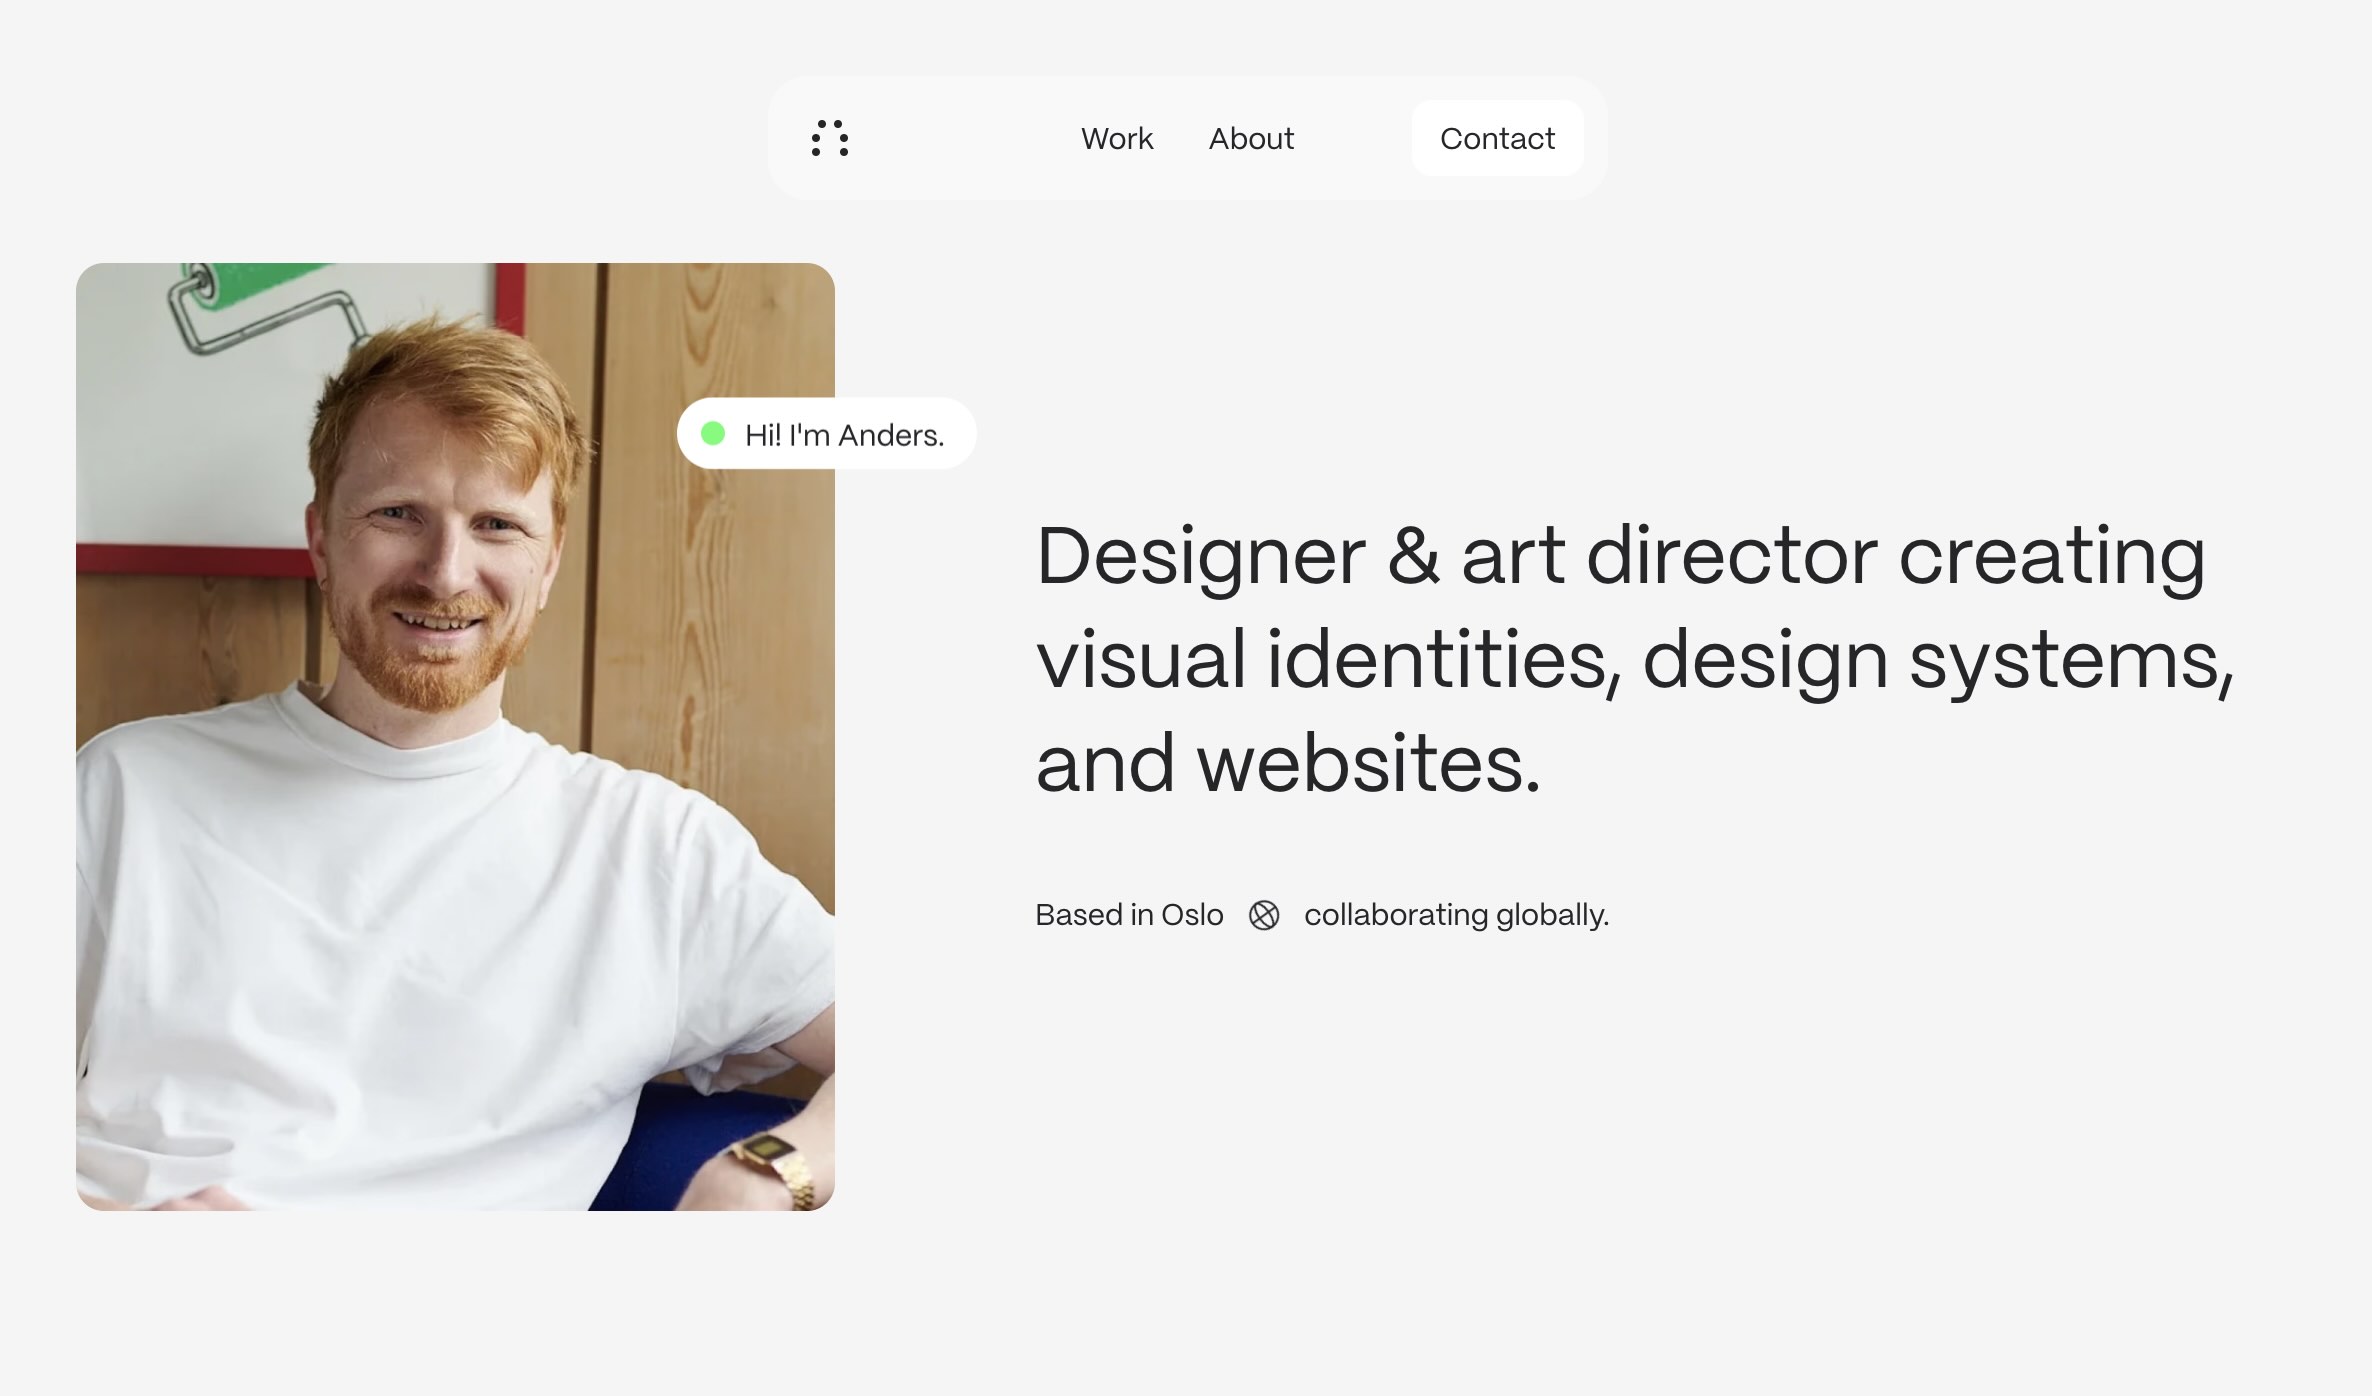 Work About Contact
Hi! I'm Anders.
Designer & art director creating
visual identities, design systems,
and websites.
Based in Oslo collaborating globally.